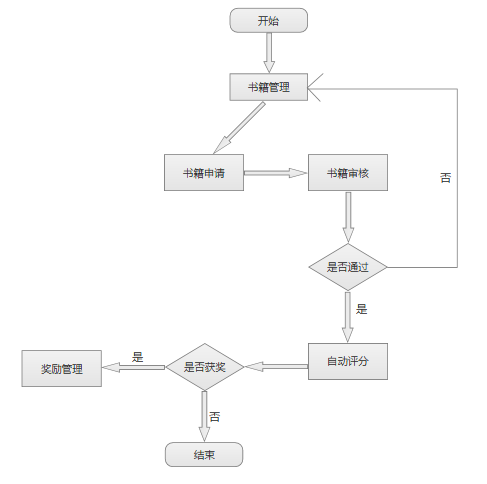 开始
书籍管理
书籍申请
书籍审核
否
是否通过
是
自动评分
是
是否获奖
奖励管理
否
结束